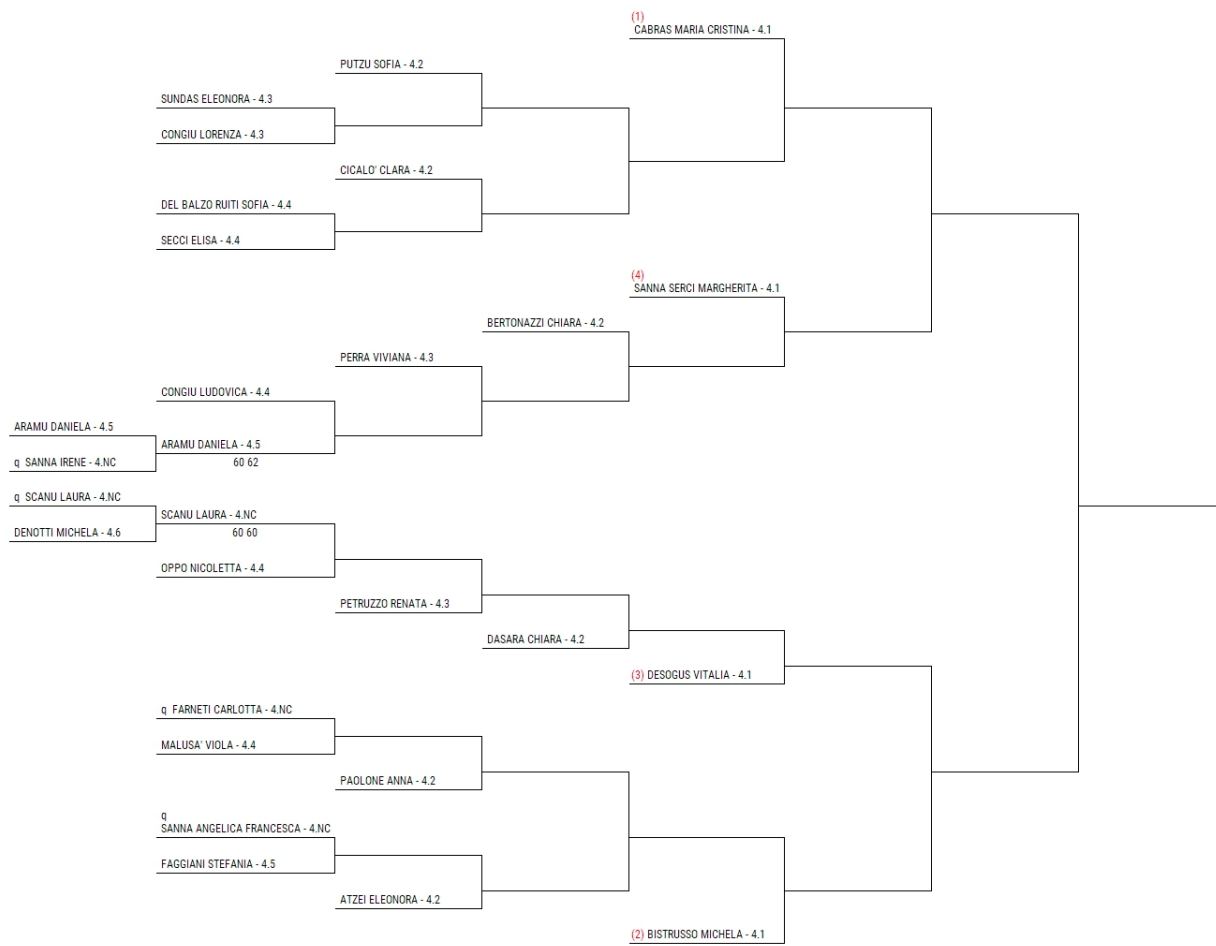 (1)
CABRAS MARIA CRISTINA - 4.1
PUTZU SOFIA - 4.2
SUNDAS ELEONORA - 4.3
CONGIU LORENZA - 4.3
CICALO' CLARA - 4.2
DEL BALZO RUITI SOFIA - 4.4
SECCI ELISA - 4.4
(4)
SANNA SERCI MARGHERITA - 4.1
BERTONAZZI CHIARA - 4.2
PERRA VIVIANA - 4.3
CONGIU LUDOVICA - 4.4
ARAMU DANIELA - 4.5
ARAMU DANIELA - 4.5
q SANNA IRENE - 4.NC
60 62
q SCANU LAURA - 4.NC
SCANU LAURA - 4.NC
DENOTTI MICHELA - 4.6
60 60
OPPO NICOLETTA - 4.4
PETRUZZO RENATA - 4.3
DASARA CHIARA - 4.2
(3) DESOGUS VITALIA - 4.1
q FARNETI CARLOTTA - 4.NC
MALUSA' VIOLA - 4.4
PAOLONE ANNA - 4.2
q
SANNA ANGELICA FRANCESCA - 4.NC
FAGGIANI STEFANIA - 4.5
ATZEI ELEONORA - 4.2
(2) BISTRUSSO MICHELA - 4.1